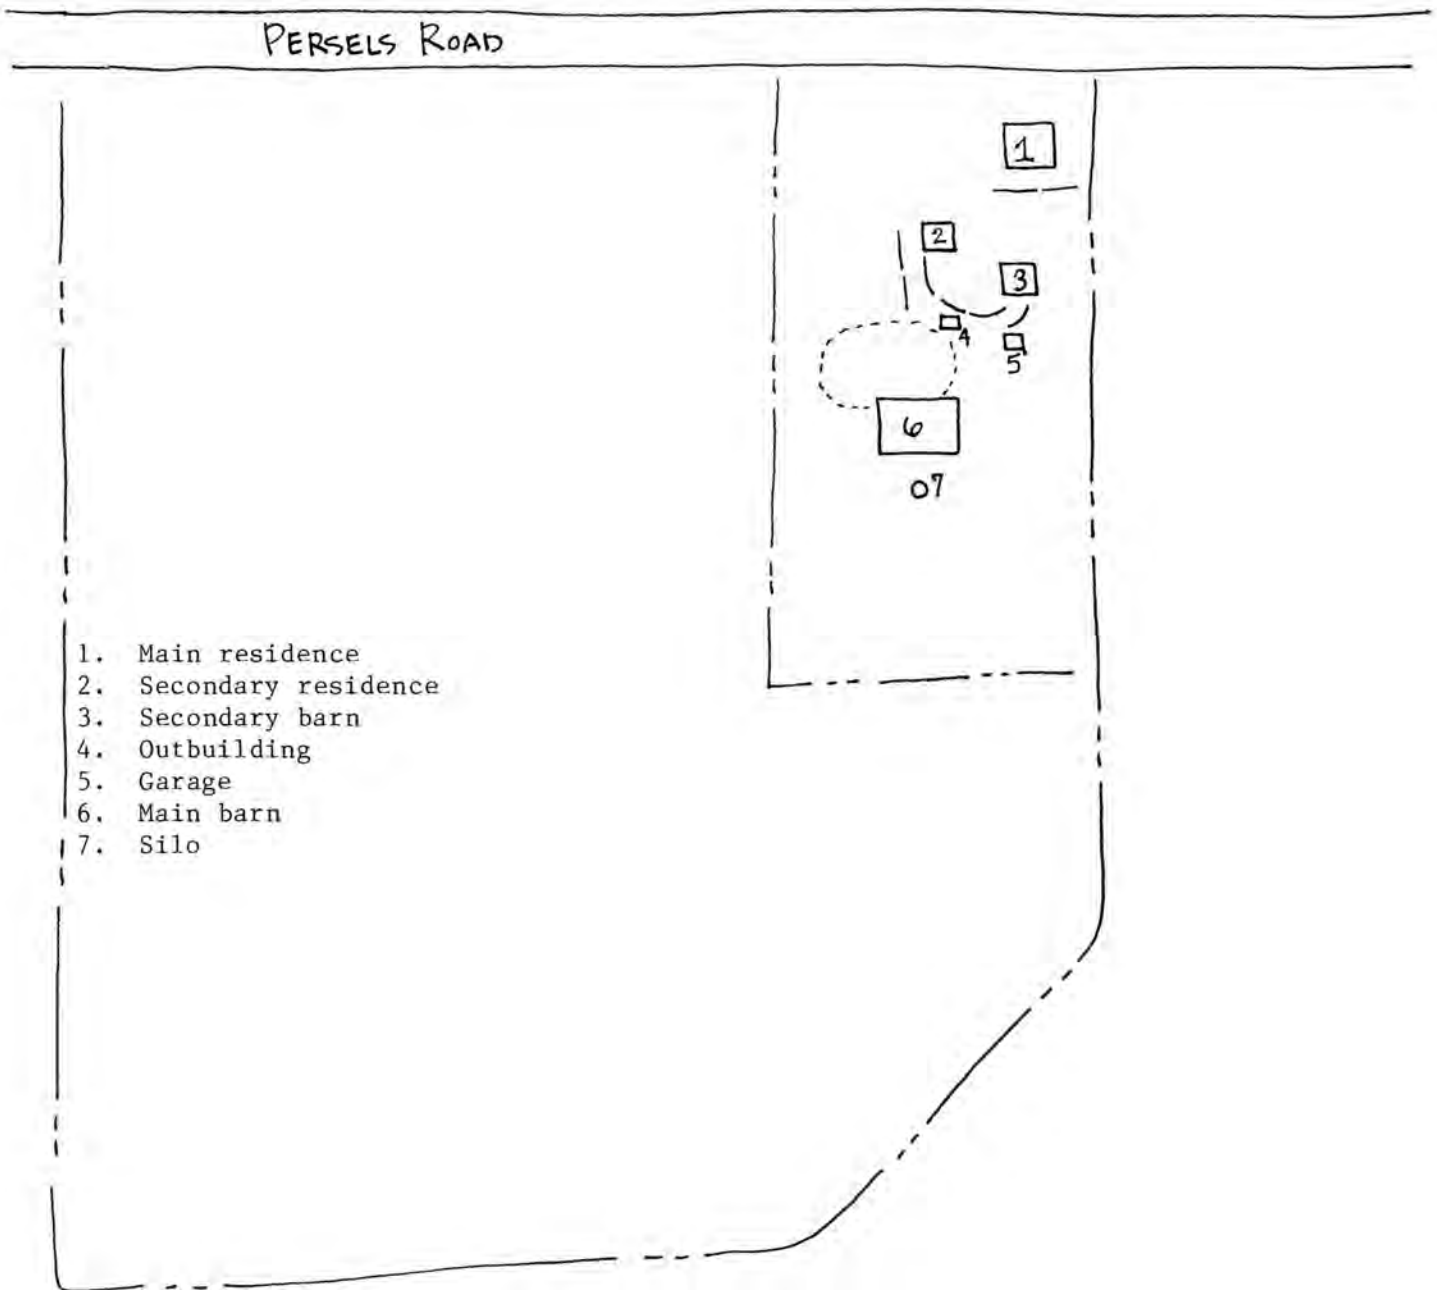 PERSELS ROAD
1
2
3
4
5
6
7
1. Main residence
2. Secondary residence
3. Secondary barn
4. Outbuilding
5. Garage
6. Main barn
7. Silo